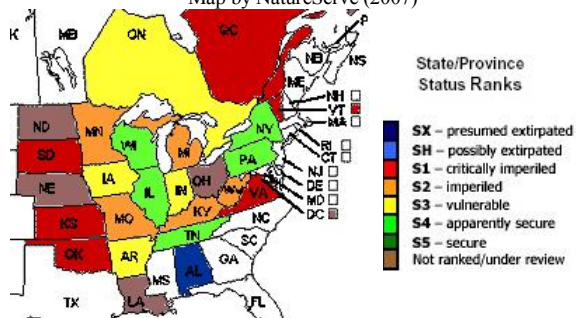 Map by NatureServe (2007)
K
MB
ON
QC
P
NB
NS
ME
NH
VT
MA
ND
MN
SD
WI
MI
NY
RI
CT
NE
IA
IL
IN
OH
PA
NJ
DE
MD
DC
KS
MO
KY
VA
OK
AR
TN
NC
SC
TX
LA
MS
AL
GA
FL
State/Province
Status Ranks
SX – presumed extirpated
SH – possibly extirpated
S1 – critically imperiled
S2 – imperiled
S3 – vulnerable
S4 – apparently secure
S5 – secure
Not ranked/under review